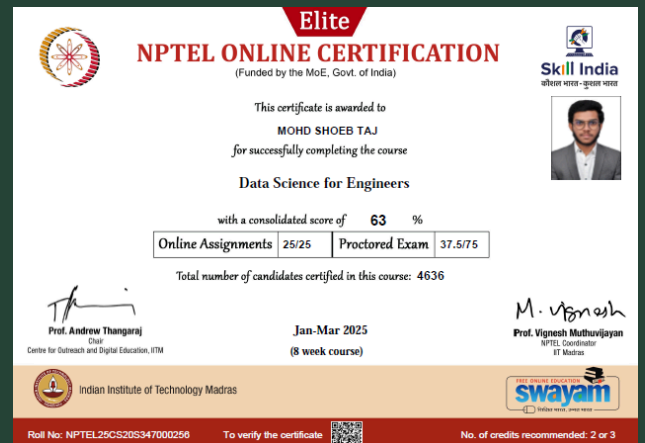 Elite
NPTEL ONLINE CERTIFICATION
(Funded by the MoE, Govt. of India)
Skill India
कौशल भारत-कुशल भारत
This certificate is awarded to
MOHD SHOEB TAJ
for successfully completing the course
Data Science for Engineers
with a consolidated score of 63 %
Online Assignments 25/25 Proctored Exam 37.5/75
Total number of candidates certified in this course: 4636
Prof. Andrew Thangaraj
Chair
Centre for Outreach and Digital Education, IITM
Jan-Mar 2025
(8 week course)
M. Vignesh
Prof. Vignesh Muthuvijayan
NPTEL Coordinator
IIT Madras
Indian Institute of Technology Madras
FREE ONLINE EDUCATION
swayam
शिक्षित भारत, उन्नत भारत
Roll No: NPTEL25CS20S347000256 To verify the certificate No. of credits recommended: 2 or 3